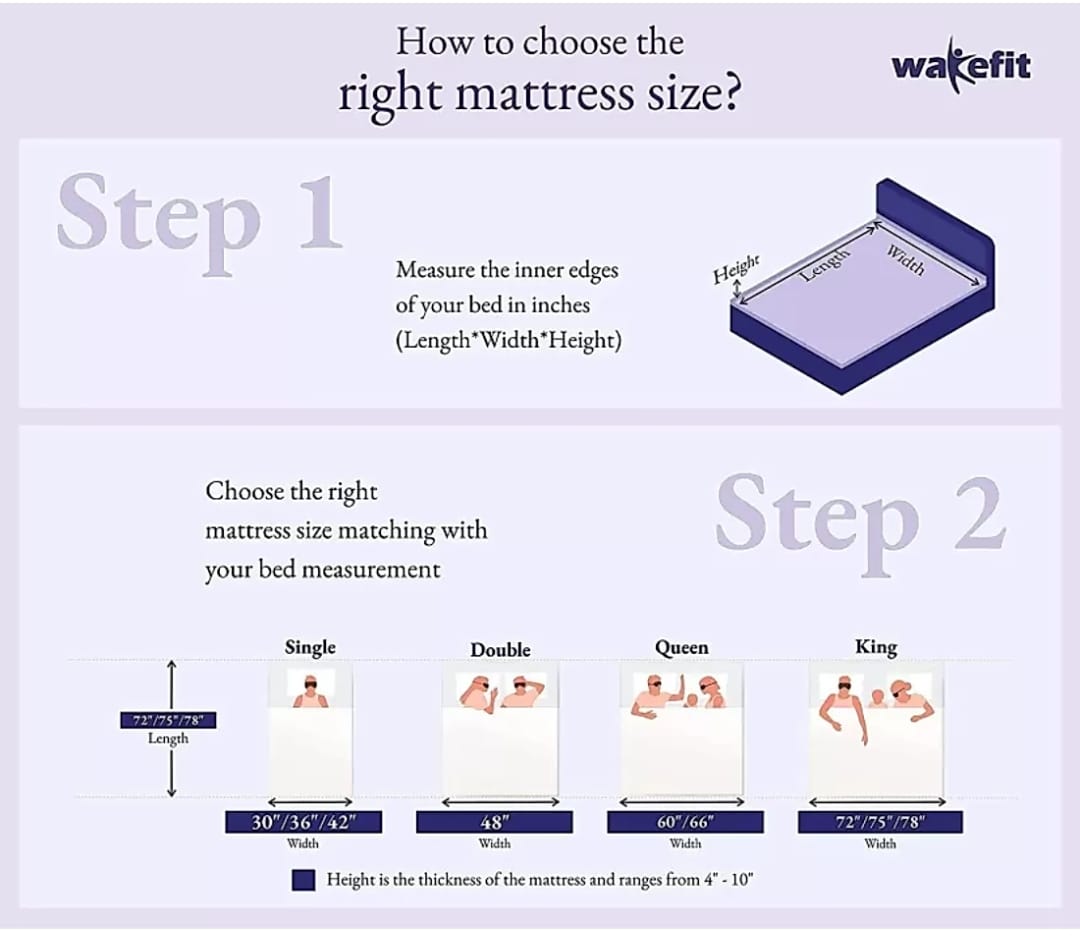 How to choose the
right mattress size?
wakefit
Step 1
Measure the inner edges
of your bed in inches
(Length*Width*Height)
Height
Length
Width
Choose the right
mattress size matching with
your bed measurement
Step 2
Single
Double
Queen
King
72"/75"/78"
Length
30"/36"/42"
Width
48"
Width
60"/66"
Width
72"/75"/78"
Width
Height is the thickness of the mattress and ranges from 4" - 10"